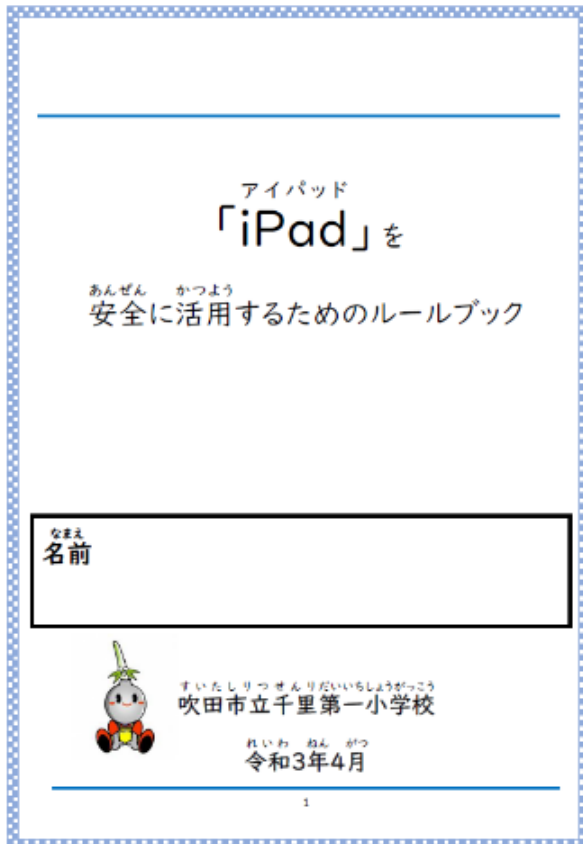 アイパッド
「iPad」を
あんぜん かつよう
安全に活用するためのルールブック
なまえ
名前
すいたしりつせんりだいいちしょうがっこう
吹田市立千里第一小学校
れいわ ねん がつ
令和3年4月
1